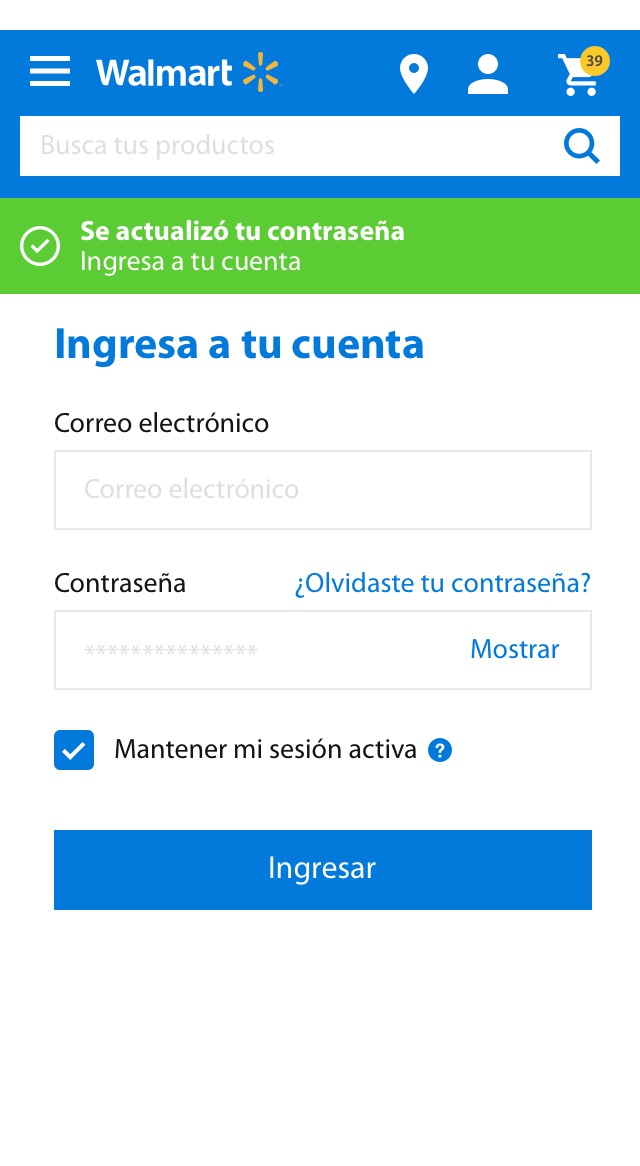 Walmart
39
Busca tus productos
Se actualizó tu contraseña
Ingresa a tu cuenta
Ingresa a tu cuenta
Correo electrónico
Correo electrónico
Contraseña ¿Olvidaste tu contraseña?
*************** Mostrar
Mantener mi sesión activa ?
Ingresar